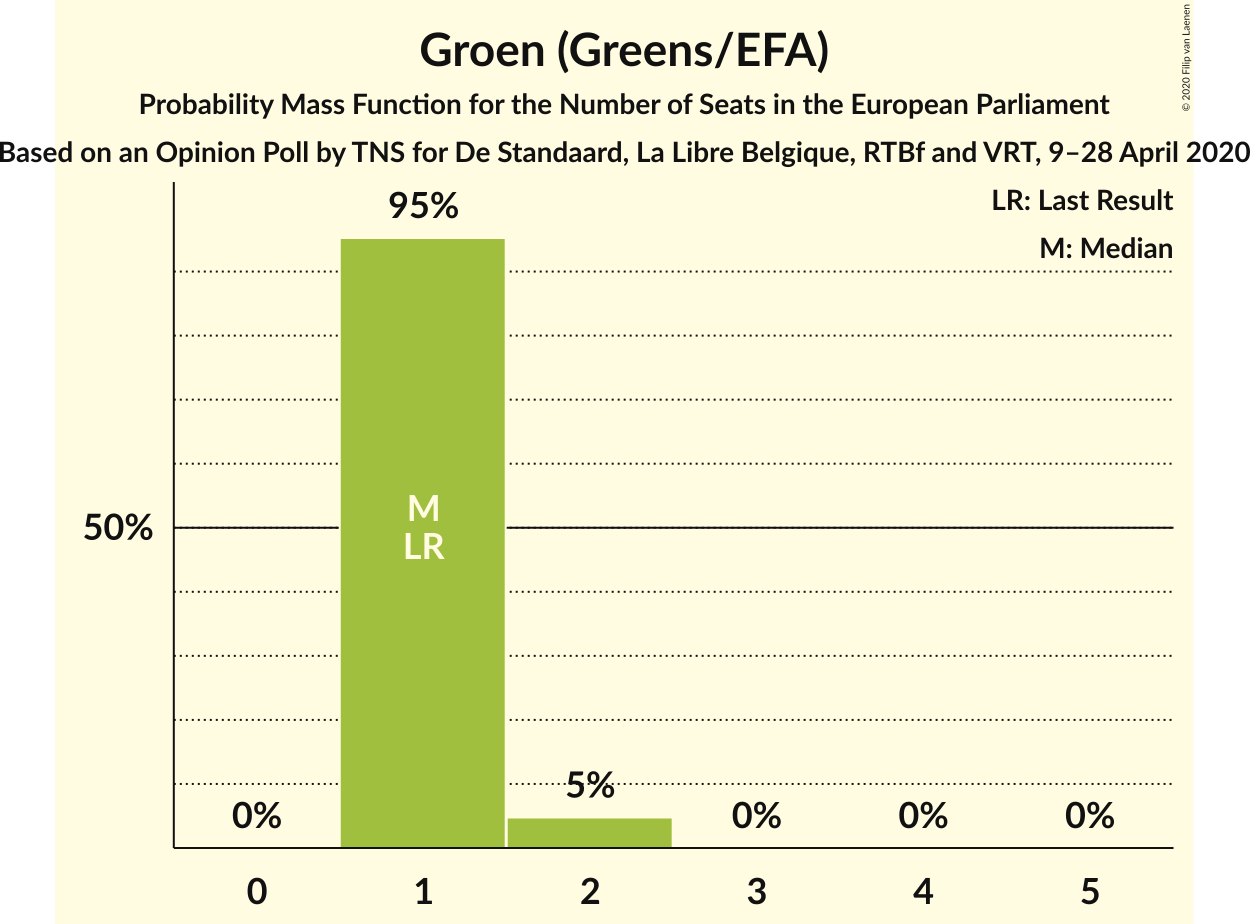 Groen (Greens/EFA)
Probability Mass Function for the Number of Seats in the European Parliament
Based on an Opinion Poll by TNS for De Standaard, La Libre Belgique, RTBf and VRT, 9–28 April 2020
© 2020 Filip van Laenen
LR: Last Result
M: Median
95%
50%
M
LR
0%
5%
0%
0%
0%
0
1
2
3
4
5